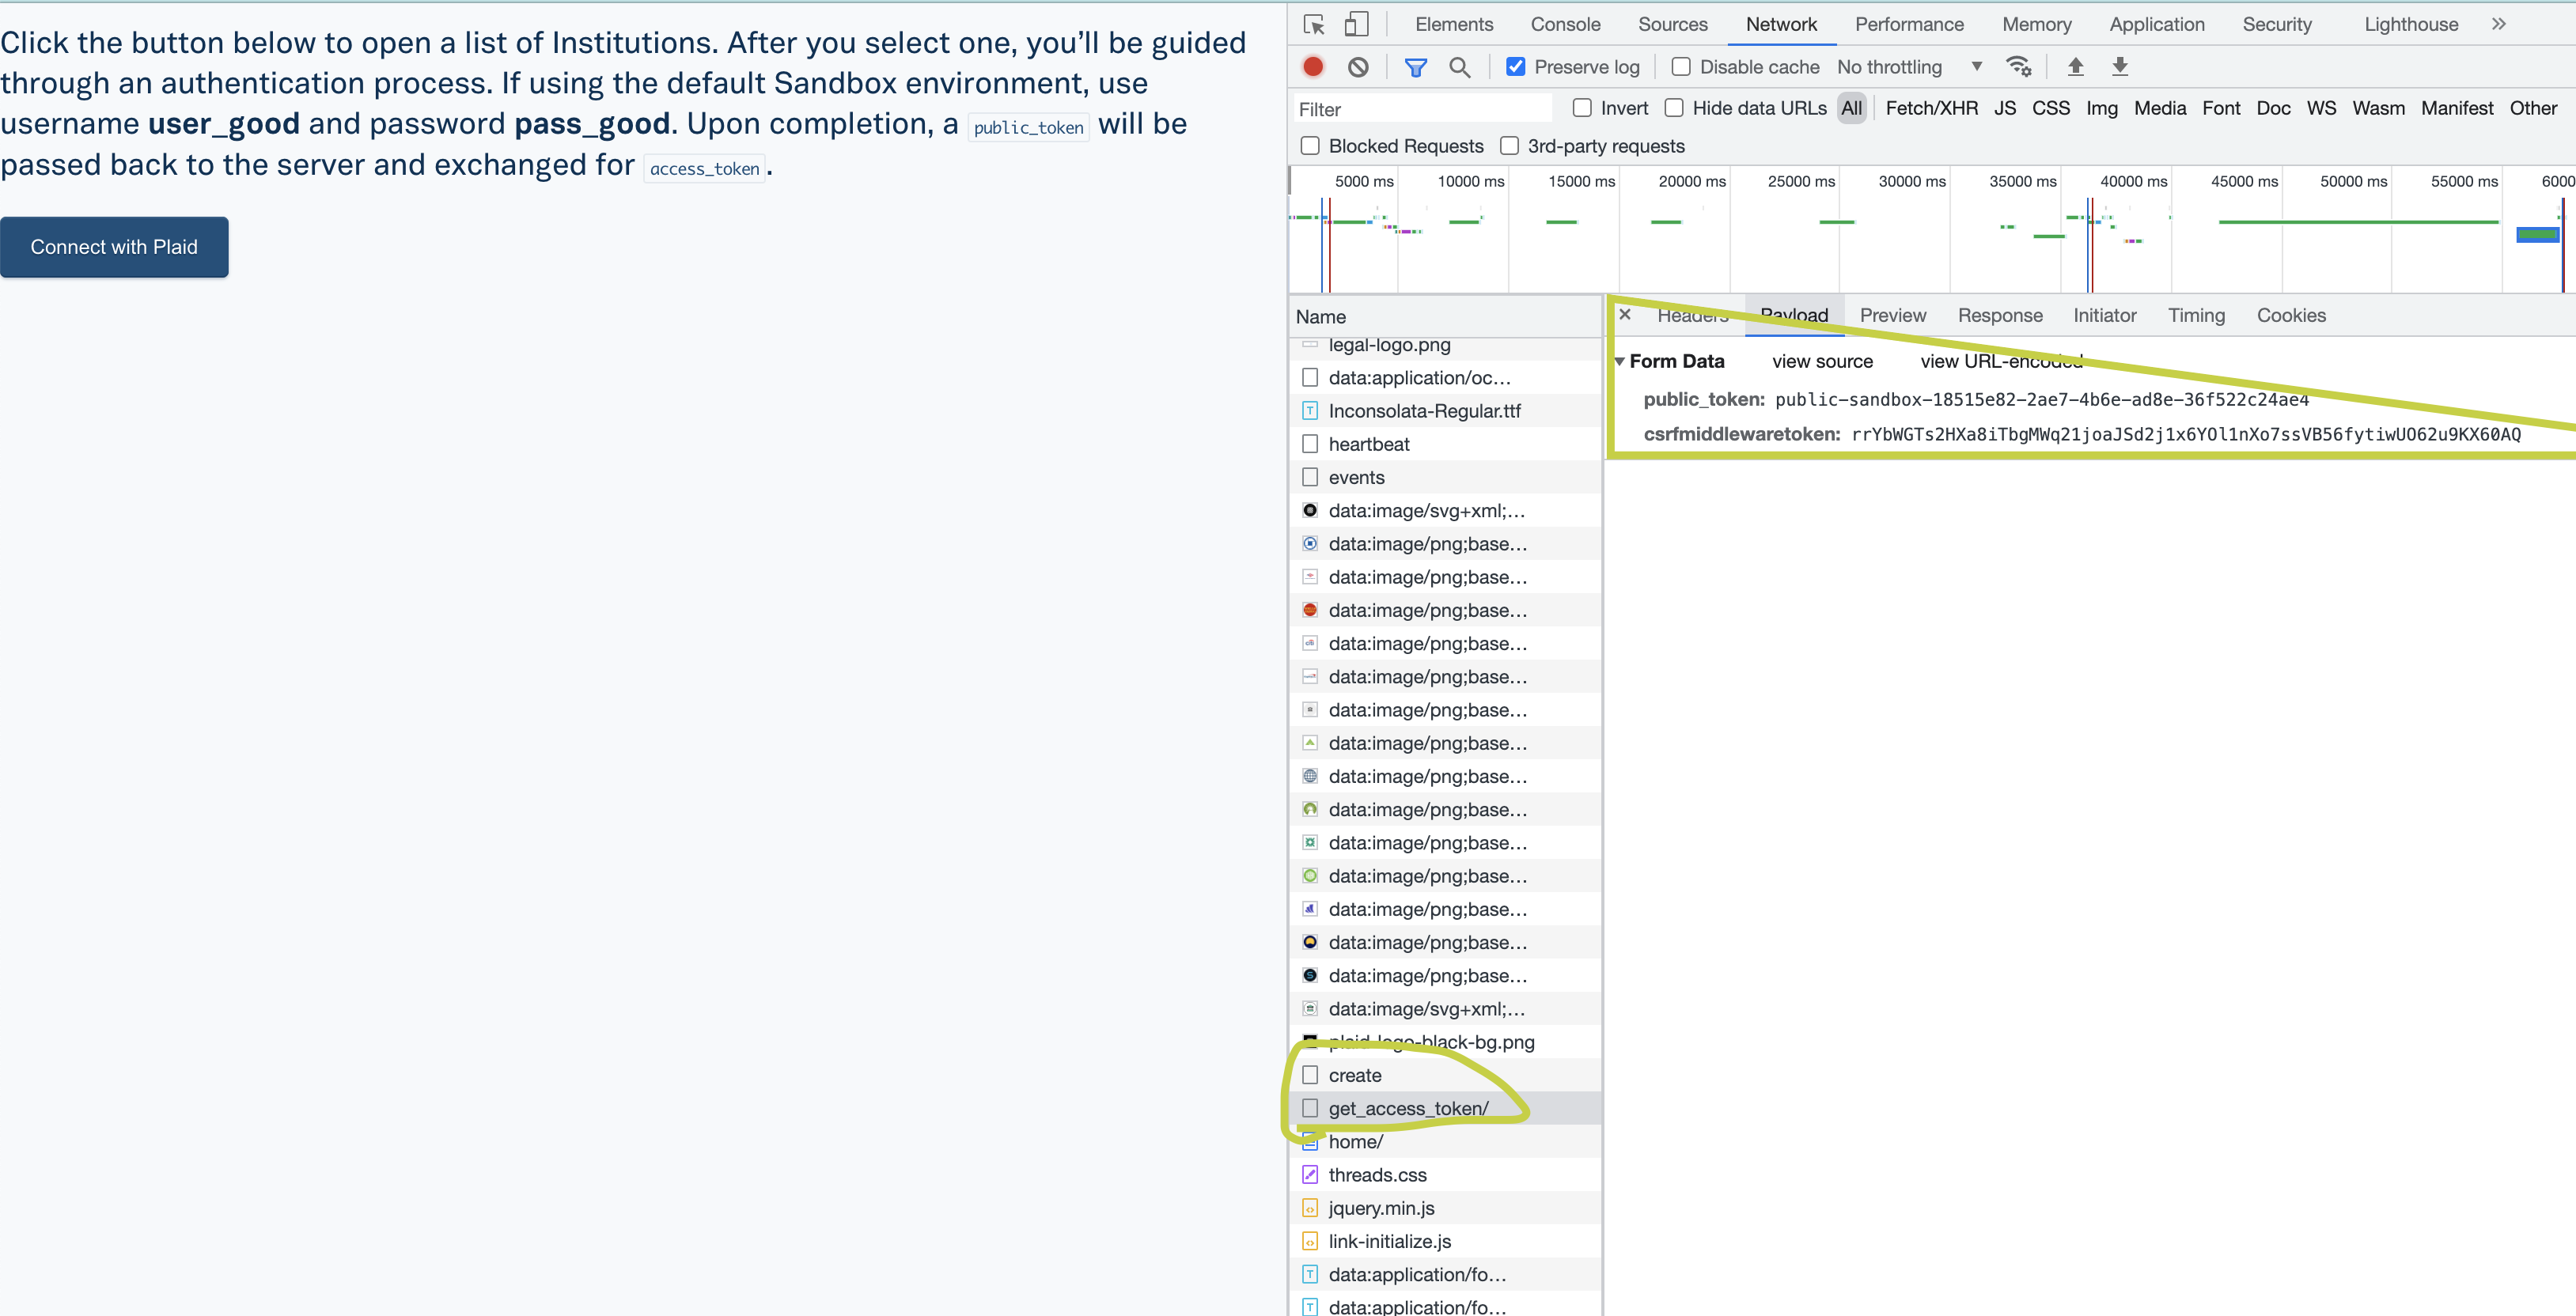 Click the button below to open a list of Institutions. After you select one, you’ll be guided
through an authentication process. If using the default Sandbox environment, use
username user_good and password pass_good. Upon completion, a public_token will be
passed back to the server and exchanged for access_token.
Connect with Plaid
Elements Console Sources Network Performance Memory Application Security Lighthouse
Preserve log Disable cache No throttling
Filter Invert Hide data URLs All Fetch/XHR JS CSS Img Media Font Doc WS Wasm Manifest Other
Blocked Requests 3rd-party requests
5000 ms 10000 ms 15000 ms 20000 ms 25000 ms 30000 ms 35000 ms 40000 ms 45000 ms 50000 ms 55000 ms 6000
Name
legal-logo.png
data:application/oc…
Inconsolata-Regular.ttf
heartbeat
events
data:image/svg+xml;…
data:image/png;base…
data:image/png;base…
data:image/png;base…
data:image/png;base…
data:image/png;base…
data:image/png;base…
data:image/png;base…
data:image/png;base…
data:image/png;base…
data:image/png;base…
data:image/png;base…
data:image/png;base…
data:image/png;base…
data:image/png;base…
data:image/svg+xml;…
plaid-logo-black-bg.png
create
get_access_token/
home/
threads.css
jquery.min.js
link-initialize.js
data:application/fo…
data:application/fo…
Headers Payload Preview Response Initiator Timing Cookies
Form Data view source view URL-encoded
public_token: public-sandbox-18515e82-2ae7-4b6e-ad8e-36f522c24ae4
csrfmiddlewaretoken: rrYbWGTs2HXa8iTbgMWq21joaJSd2j1x6YOl1nXo7ssVB56fytiwUO62u9KX60AQ